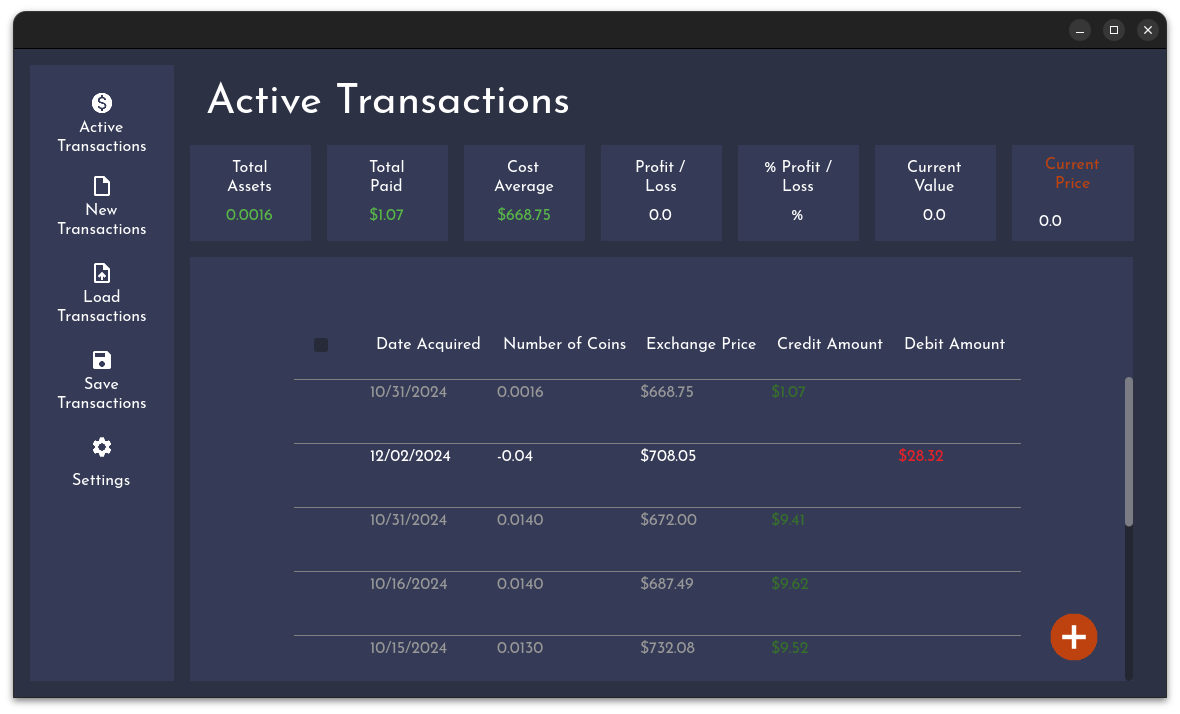 Active Transactions
Active
Transactions
New
Transactions
Load
Transactions
Save
Transactions
Settings
Total
Assets
0.0016
Total
Paid
$1.07
Cost
Average
$668.75
Profit /
Loss
0.0
% Profit /
Loss
%
Current
Value
0.0
Current
Price
0.0
Date Acquired Number of Coins Exchange Price Credit Amount Debit Amount
10/31/2024 0.0016 $668.75 $1.07
12/02/2024 -0.04 $708.05 $28.32
10/31/2024 0.0140 $672.00 $9.41
10/16/2024 0.0140 $687.49 $9.62
10/15/2024 0.0130 $732.08 $9.52